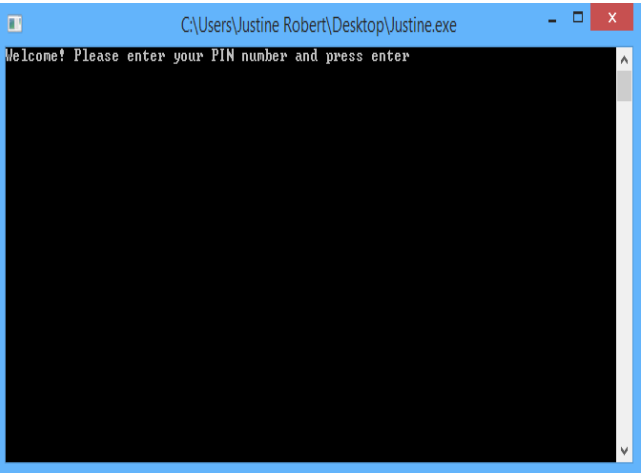 C:\Users\Justine Robert\Desktop\Justine.exe
Welcome! Please enter your PIN number and press enter